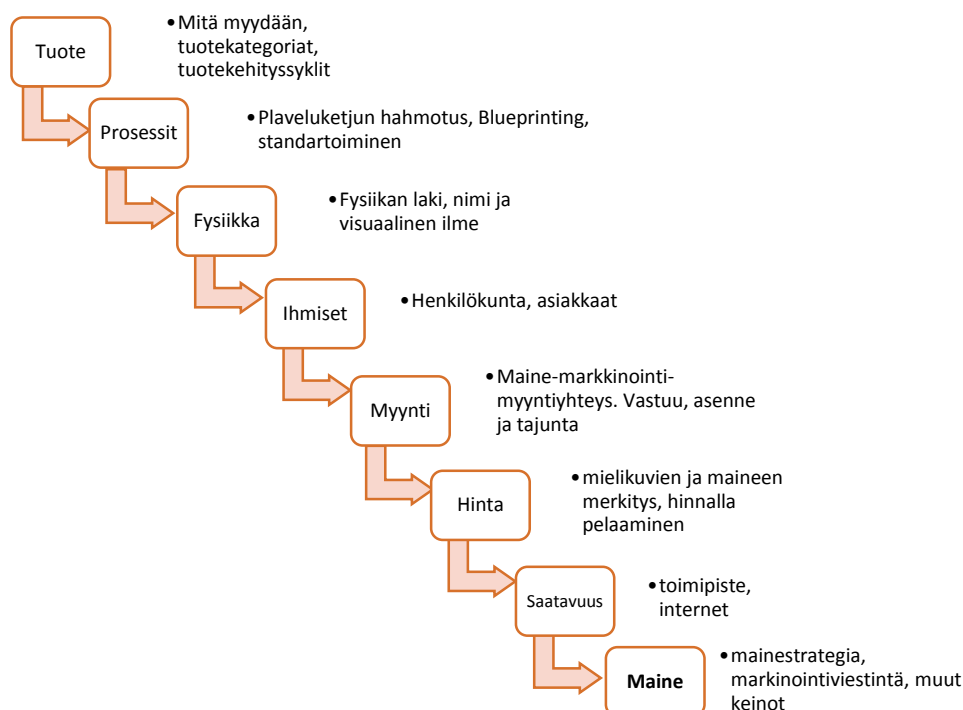 Tuote
•Mitä myydään,
tuotekategoriat,
tuotekehityssyklit
Prosessit
•Plaveluketjun hahmotus, Blueprinting,
standartoiminen
Fysiikka
•Fysiikan laki, nimi ja
visuaalinen ilme
Ihmiset
•Henkilökunta, asiakkaat
Myynti
•Maine-markkinointi-
myyntiyhteys. Vastuu, asenne
ja tajunta
Hinta
•mielikuvien ja maineen
merkitys, hinnalla
pelaaminen
Saatavuus
•toimipiste,
internet
Maine
•mainestrategia,
markinointiviestintä, muut
keinot